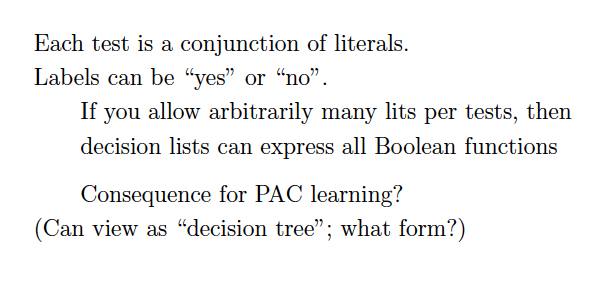 Each test is a conjunction of literals.
Labels can be “yes” or “no”.
If you allow arbitrarily many lits per tests, then
decision lists can express all Boolean functions
Consequence for PAC learning?
(Can view as “decision tree”; what form?)